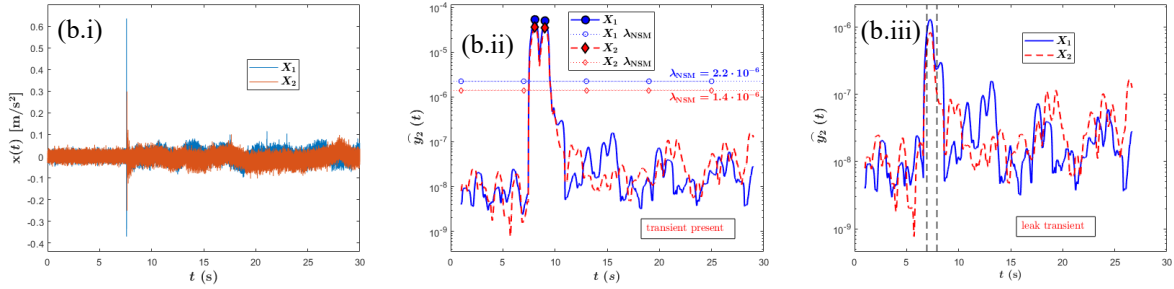 (b.i)
x(t) [m/s²]
0.6
0.5
0.4
0.3
0.2
0.1
0
-0.1
-0.2
-0.3
-0.4
X₁
X₂
0 5 10 15 20 25 30
t (s)
(b.ii)
ŷ₂ (t)
10⁻⁴
10⁻⁵
10⁻⁶
10⁻⁷
10⁻⁸
10⁻⁹
X₁
X₁ λNSM
X₂
X₂ λNSM
λNSM = 2.2 · 10⁻⁶
λNSM = 1.4 · 10⁻⁶
transient present
0 5 10 15 20 25 30
t (s)
(b.iii)
ŷ₂ (t)
10⁻⁶
10⁻⁷
10⁻⁸
10⁻⁹
X₁
X₂
leak transient
0 5 10 15 20 25 30
t (s)